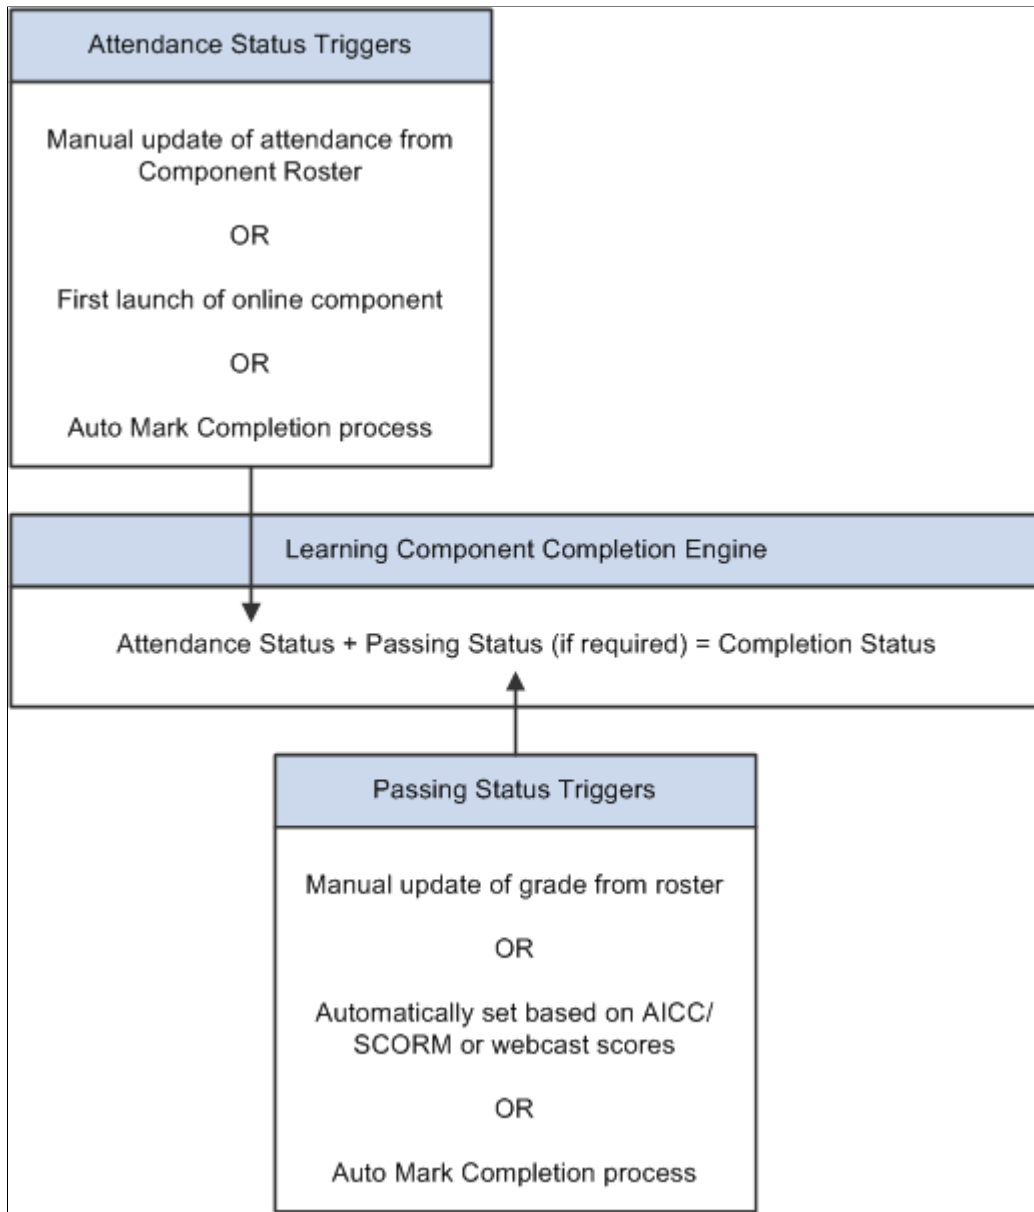 Attendance Status Triggers
Manual update of attendance from
Component Roster
OR
First launch of online component
OR
Auto Mark Completion process
Learning Component Completion Engine
Attendance Status + Passing Status (if required) = Completion Status
Passing Status Triggers
Manual update of grade from roster
OR
Automatically set based on AICC/
SCORM or webcast scores
OR
Auto Mark Completion process